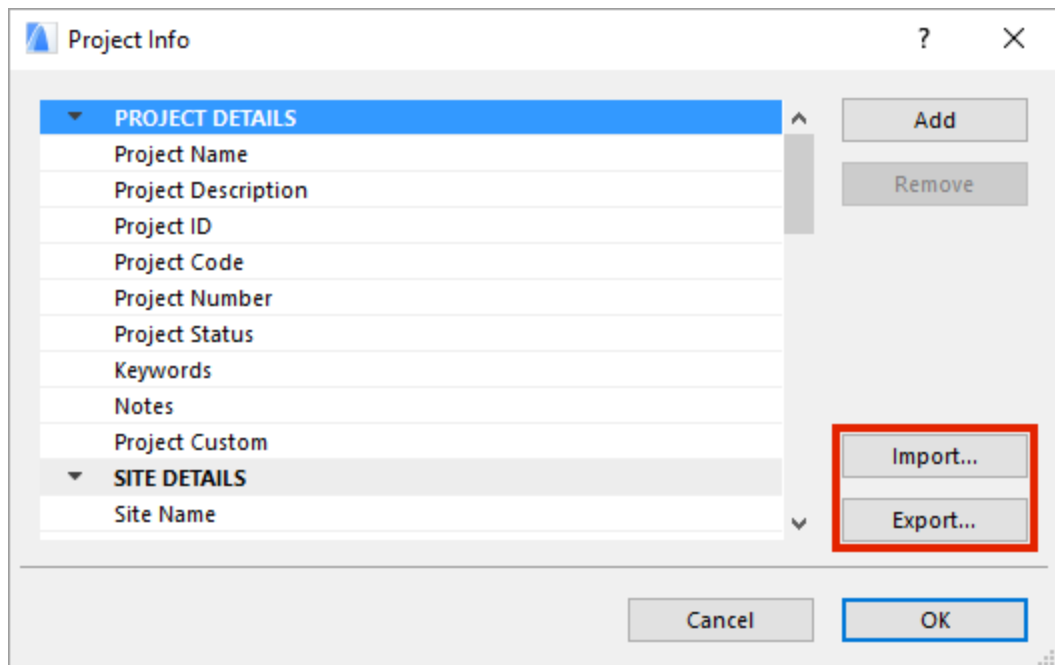 Project Info
?
PROJECT DETAILS
Project Name
Project Description
Project ID
Project Code
Project Number
Project Status
Keywords
Notes
Project Custom
SITE DETAILS
Site Name
Add
Remove
Import...
Export...
Cancel
OK